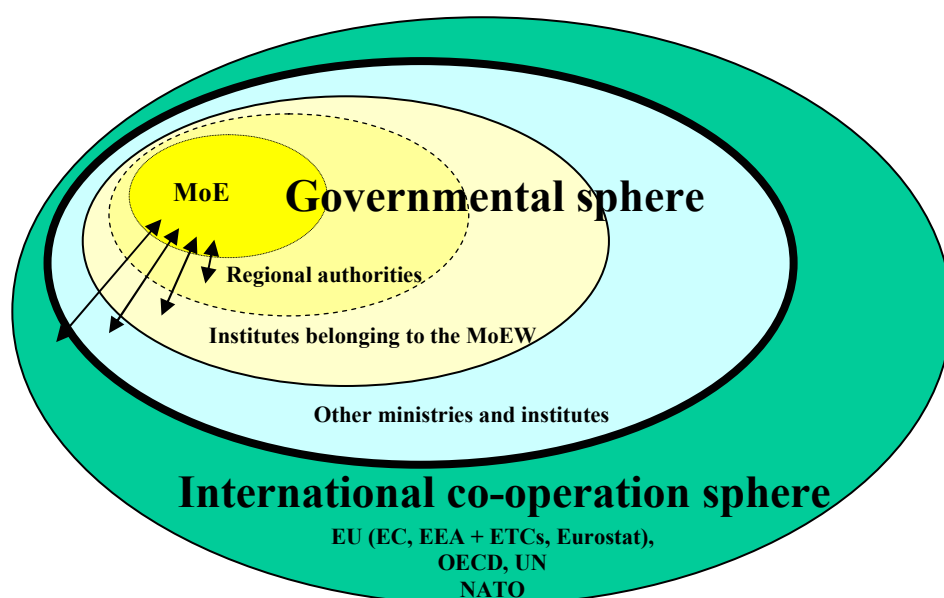 MoE
Governmental sphere
Regional authorities
Institutes belonging to the MoEW
Other ministries and institutes
International co-operation sphere
EU (EC, EEA + ETCs, Eurostat),
OECD, UN
NATO